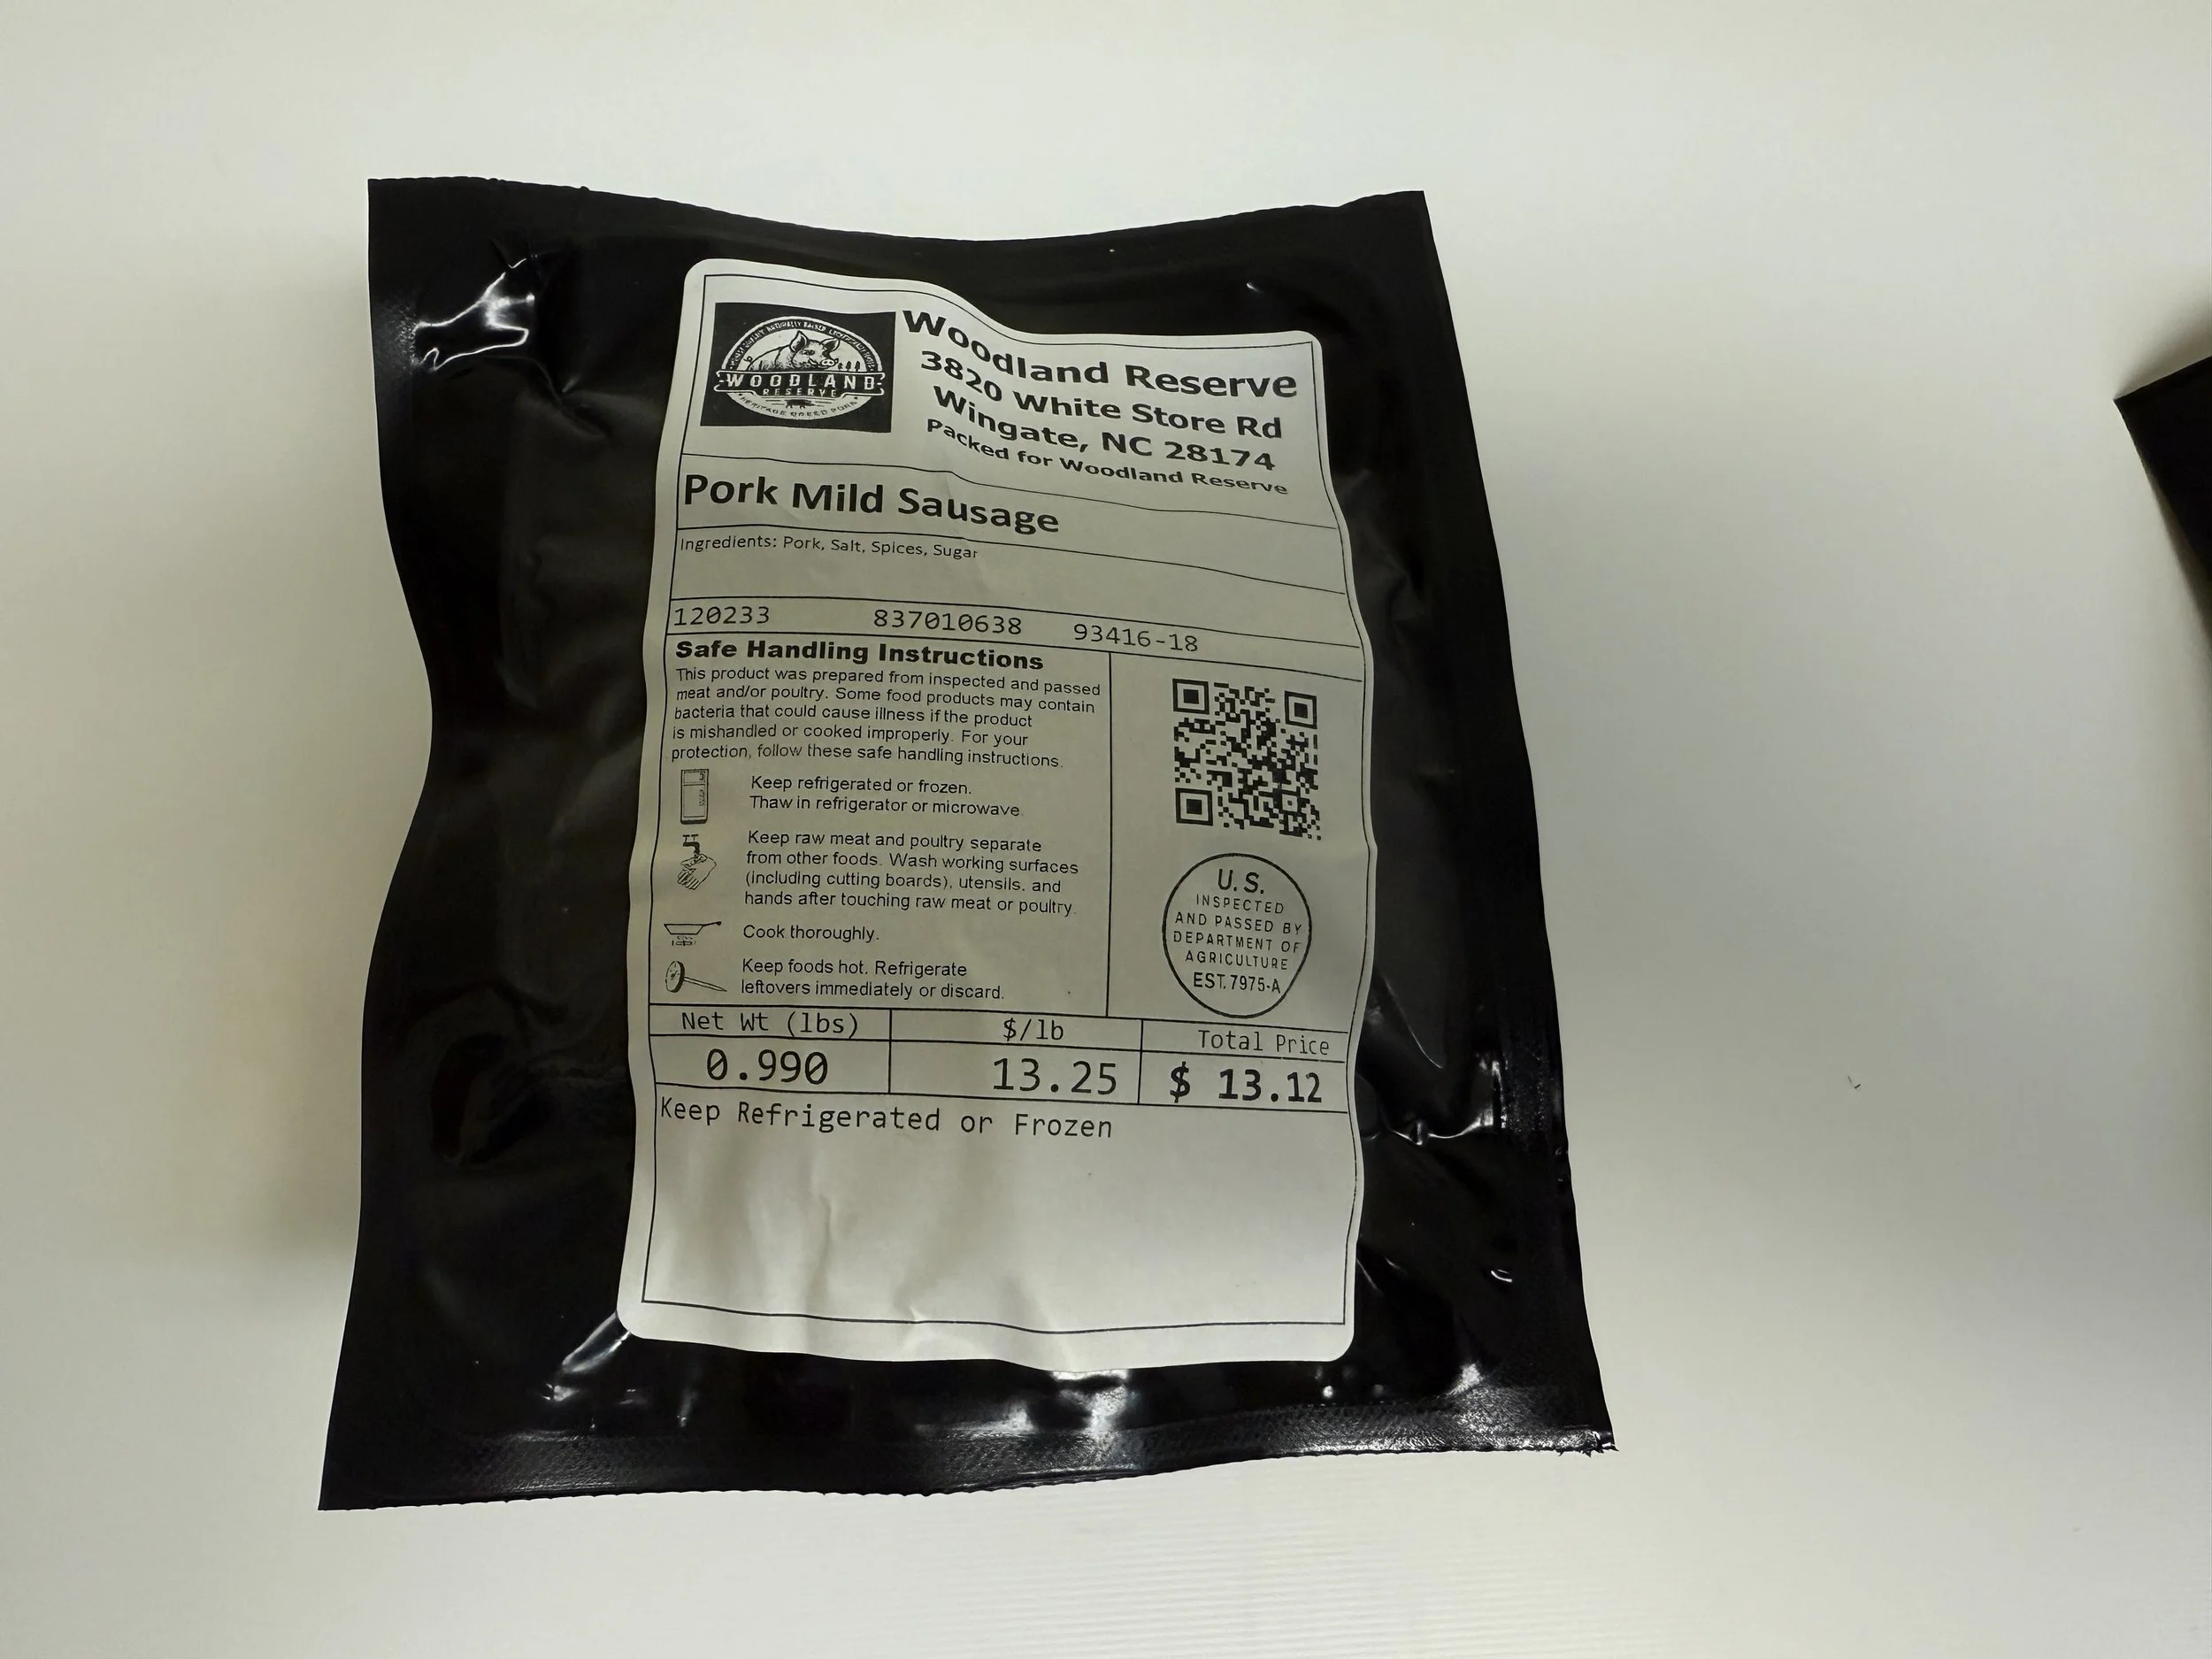 WOODLAND
RESERVE
HERITAGE BREED PORK
Woodland Reserve
3820 White Store Rd
Wingate, NC 28174
Packed for Woodland Reserve
Pork Mild Sausage
Ingredients: Pork, Salt, Spices, Sugar
120233 837010638 93416-18
Safe Handling Instructions
This product was prepared from inspected and passed
meat and/or poultry. Some food products may contain
bacteria that could cause illness if the product
is mishandled or cooked improperly. For your
protection, follow these safe handling instructions.
Keep refrigerated or frozen.
Thaw in refrigerator or microwave.
Keep raw meat and poultry separate
from other foods. Wash working surfaces
(including cutting boards), utensils, and
hands after touching raw meat or poultry.
Cook thoroughly.
Keep foods hot. Refrigerate
leftovers immediately or discard.
U.S.
INSPECTED
AND PASSED BY
DEPARTMENT OF
AGRICULTURE
EST. 7975-A
Net Wt (lbs) $/lb Total Price
0.990 13.25 $ 13.12
Keep Refrigerated or Frozen